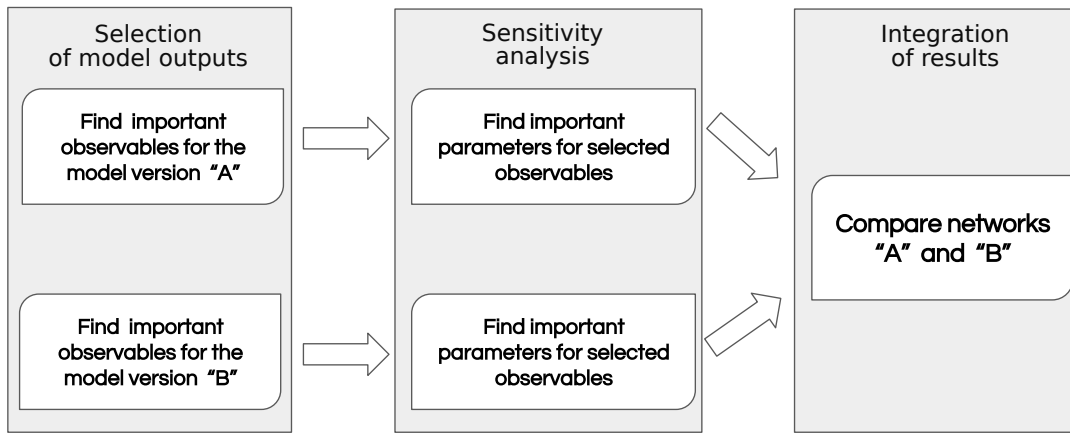 Selection
of model outputs
Find important
observables for the
model version “A”
Find important
observables for the
model version “B”
Sensitivity
analysis
Find important
parameters for selected
observables
Find important
parameters for selected
observables
Integration
of results
Compare networks
“A” and “B”